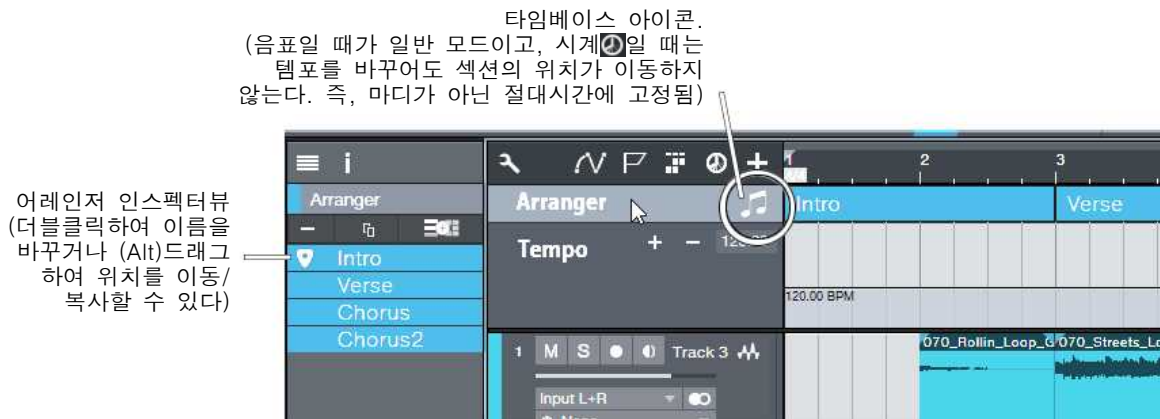 타임베이스 아이콘.
(음표일 때가 일반 모드이고, 시계일 때는
템포를 바꾸어도 섹션의 위치가 이동하지
않는다. 즉, 마디가 아닌 절대시간에 고정됨)
어레인저 인스펙터뷰
(더블클릭하여 이름을
바꾸거나 (Alt)드래그
하여 위치를 이동/
복사할 수 있다)
i
Arranger
Intro
Verse
Chorus
Chorus2
Arranger
Tempo + −
1 2 3
Intro Verse
120.00 BPM
1 M S Track 3
070_Rollin_Loop_G 070_Streets_Lo
Input L+R